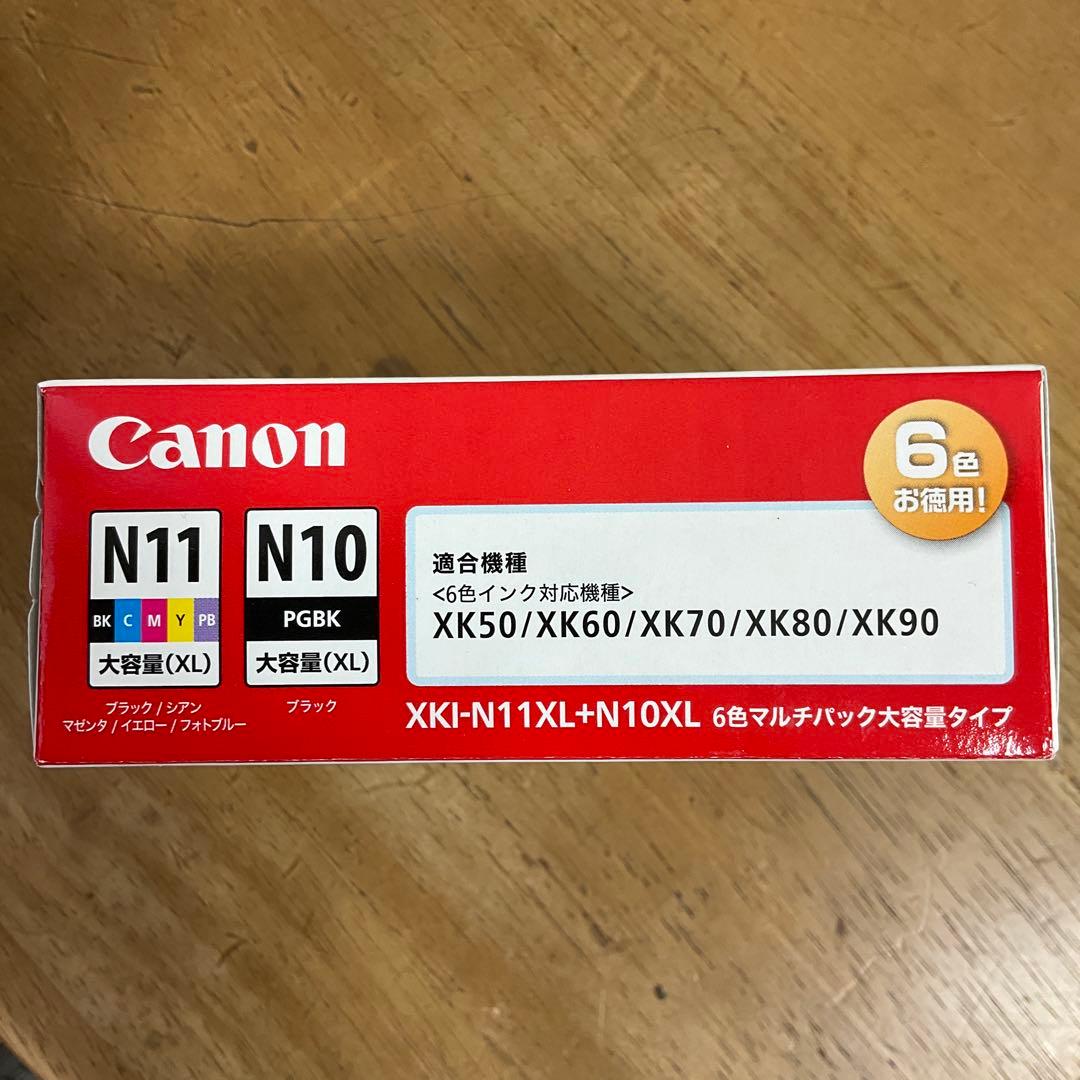 Canon
6色
お徳用!
N11
BK C M Y PB
大容量(XL)
ブラック / シアン
マゼンタ / イエロー / フォトブルー
N10
PGBK
大容量(XL)
ブラック
適合機種
<6色インク対応機種>
XK50/XK60/XK70/XK80/XK90
XKI-N11XL+N10XL 6色マルチパック大容量タイプ